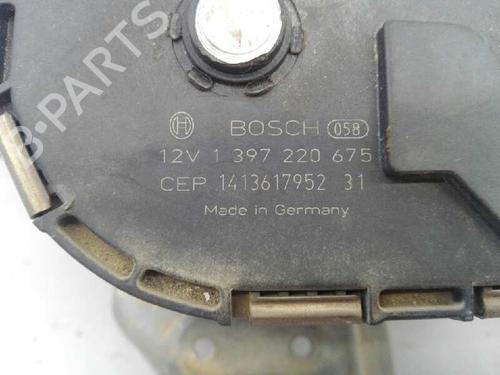 B-PARTS
BOSCH 058
12V 1 397 220 675
CEP 1413617952 31
Made in Germany